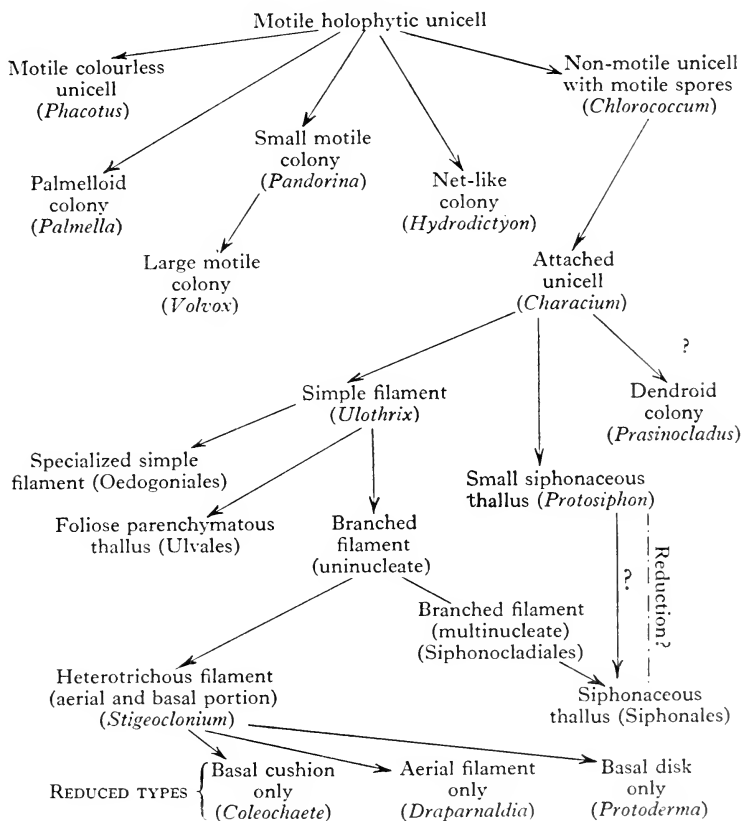 Motile holophytic unicell
Motile colourless
unicell
(Phacotus)
Non-motile unicell
with motile spores
(Chlorococcum)
Small motile
colony
(Pandorina)
Palmelloid
colony
(Palmella)
Net-like
colony
(Hydrodictyon)
Large motile
colony
(Volvox)
Attached
unicell
(Characium)
?
Simple filament
(Ulothrix)
Dendroid
colony
(Prasinocladus)
Specialized simple
filament (Oedogoniales)
Small siphonaceous
thallus (Protosiphon)
Foliose parenchymatous
thallus (Ulvales)
Branched
filament
(uninucleate)
?
Reduction?
Branched filament
(multinucleate)
(Siphonocladiales)
Heterotrichous filament
(aerial and basal portion)
(Stigeoclonium)
Siphonaceous
thallus (Siphonales)
REDUCED TYPES
Basal cushion
only
(Coleochaete)
Aerial filament
only
(Draparnaldia)
Basal disk
only
(Protoderma)